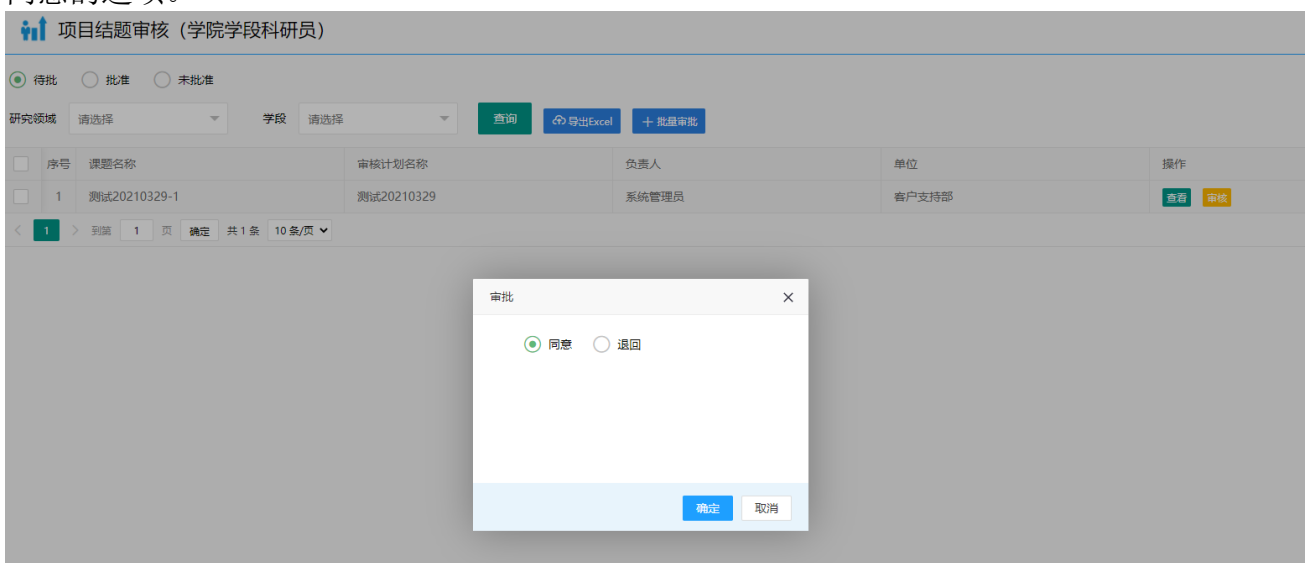 同意的选项。
项目结题审核（学院学段科研员）
待批 批准 未批准
研究领域 请选择 学段 请选择 查询 导出Excel 批量审批
序号 课题名称 审核计划名称 负责人 单位 操作
1 测试20210329-1 测试20210329 系统管理员 客户支持部 查看 审核
< 1 > 到第 1 页 确定 共 1 条 10 条/页
审批
同意 退回
确定 取消